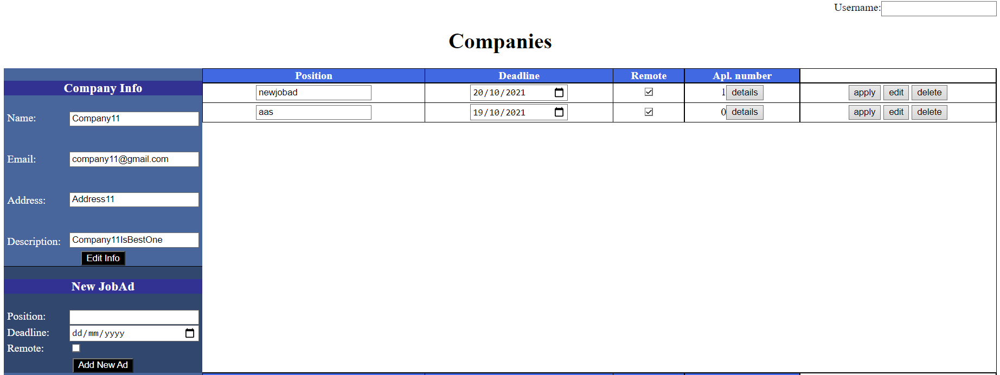 Username:
Companies
Company Info
Name: Company11
Email: company11@gmail.com
Address: Address11
Description: Company11IsBestOne
Edit Info
New JobAd
Position:
Deadline: dd/mm/yyyy
Remote:
Add New Ad
Position Deadline Remote Apl. number
newjobad 20/10/2021 1 details apply edit delete
aas 19/10/2021 0 details apply edit delete